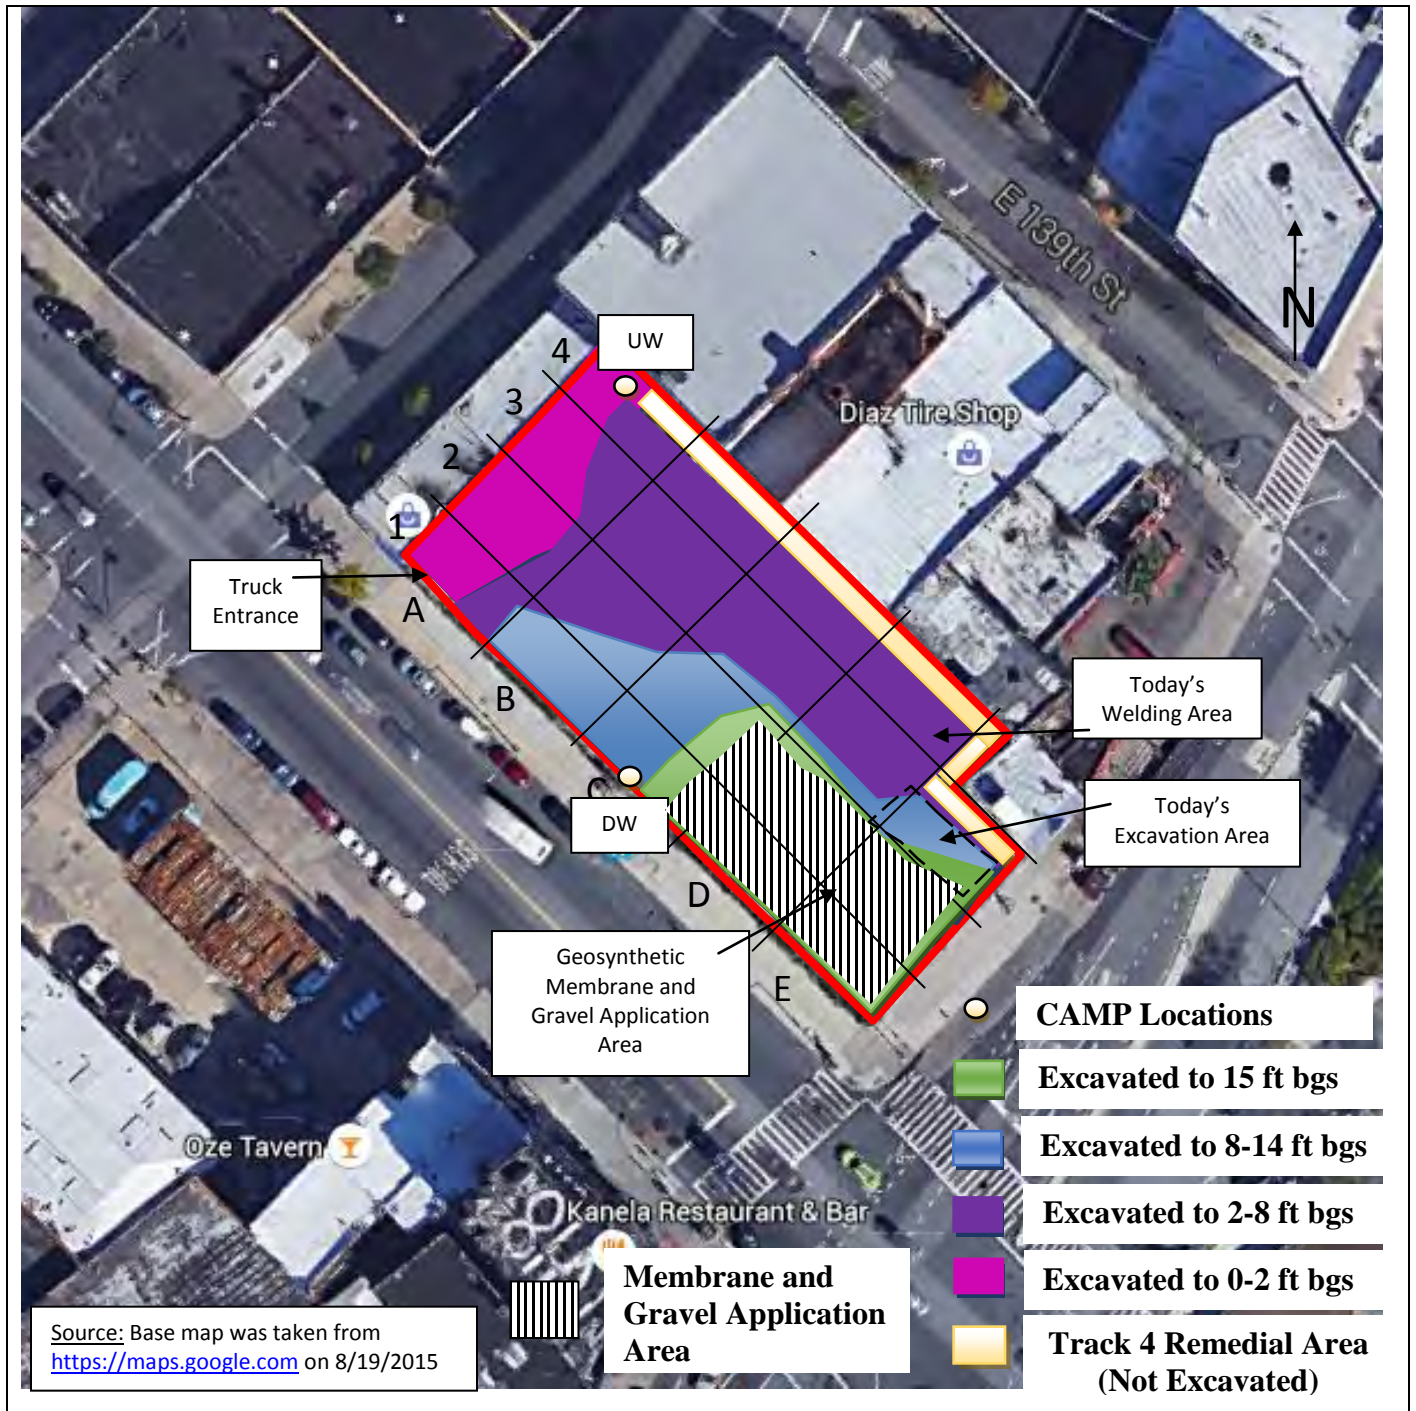 E 139th St
N
UW
4
3
Diaz Tire Shop
2
1
Truck
Entrance
A
B
Today's
Welding Area
C
DW
Today's
Excavation Area
D
Geosynthetic
Membrane and
Gravel Application
Area
E
CAMP Locations
Excavated to 15 ft bgs
Excavated to 8-14 ft bgs
Oze Tavern
Excavated to 2-8 ft bgs
Kanela Restaurant & Bar
Membrane and
Gravel Application
Area
Excavated to 0-2 ft bgs
Track 4 Remedial Area
(Not Excavated)
Source: Base map was taken from
https://maps.google.com on 8/19/2015